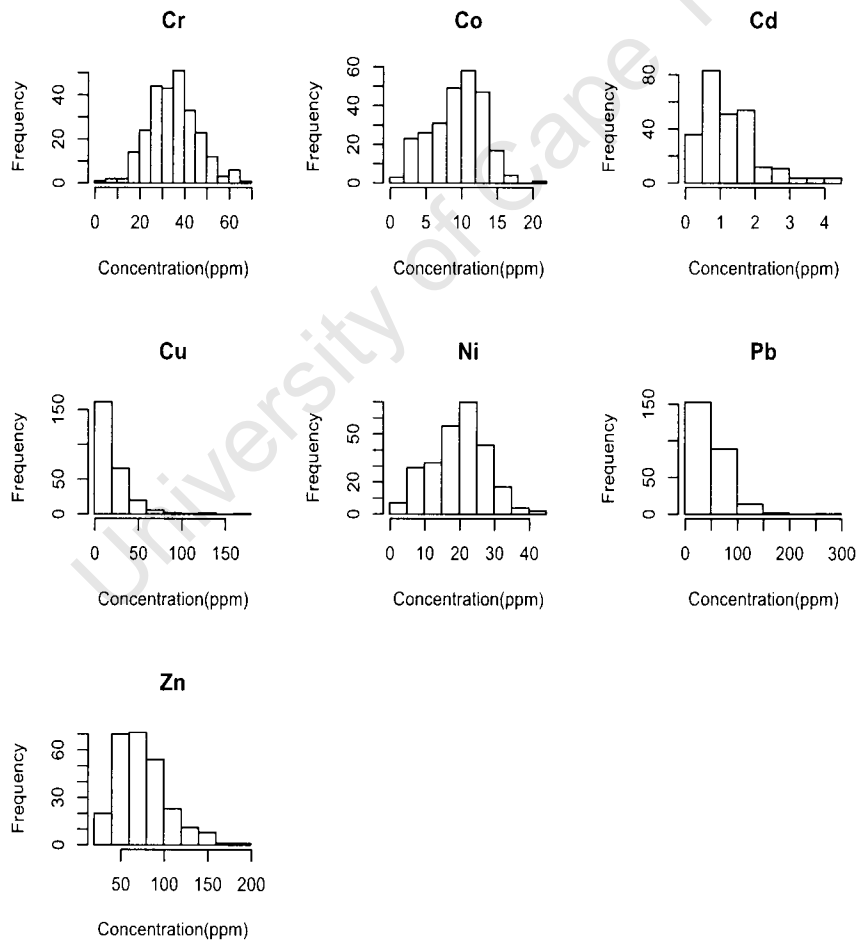 Cr
Frequency
0 20 40
0 20 40 60
Concentration(ppm)
Co
Frequency
0 20 40 60
0 5 10 15 20
Concentration(ppm)
Cd
Frequency
0 40 80
0 1 2 3 4
Concentration(ppm)
Cu
Frequency
0 50 150
0 50 100 150
Concentration(ppm)
Ni
Frequency
0 20 50
0 10 20 30 40
Concentration(ppm)
Pb
Frequency
0 50 150
0 100 200 300
Concentration(ppm)
Zn
Frequency
0 30 60
50 100 150 200
Concentration(ppm)
University of Cape